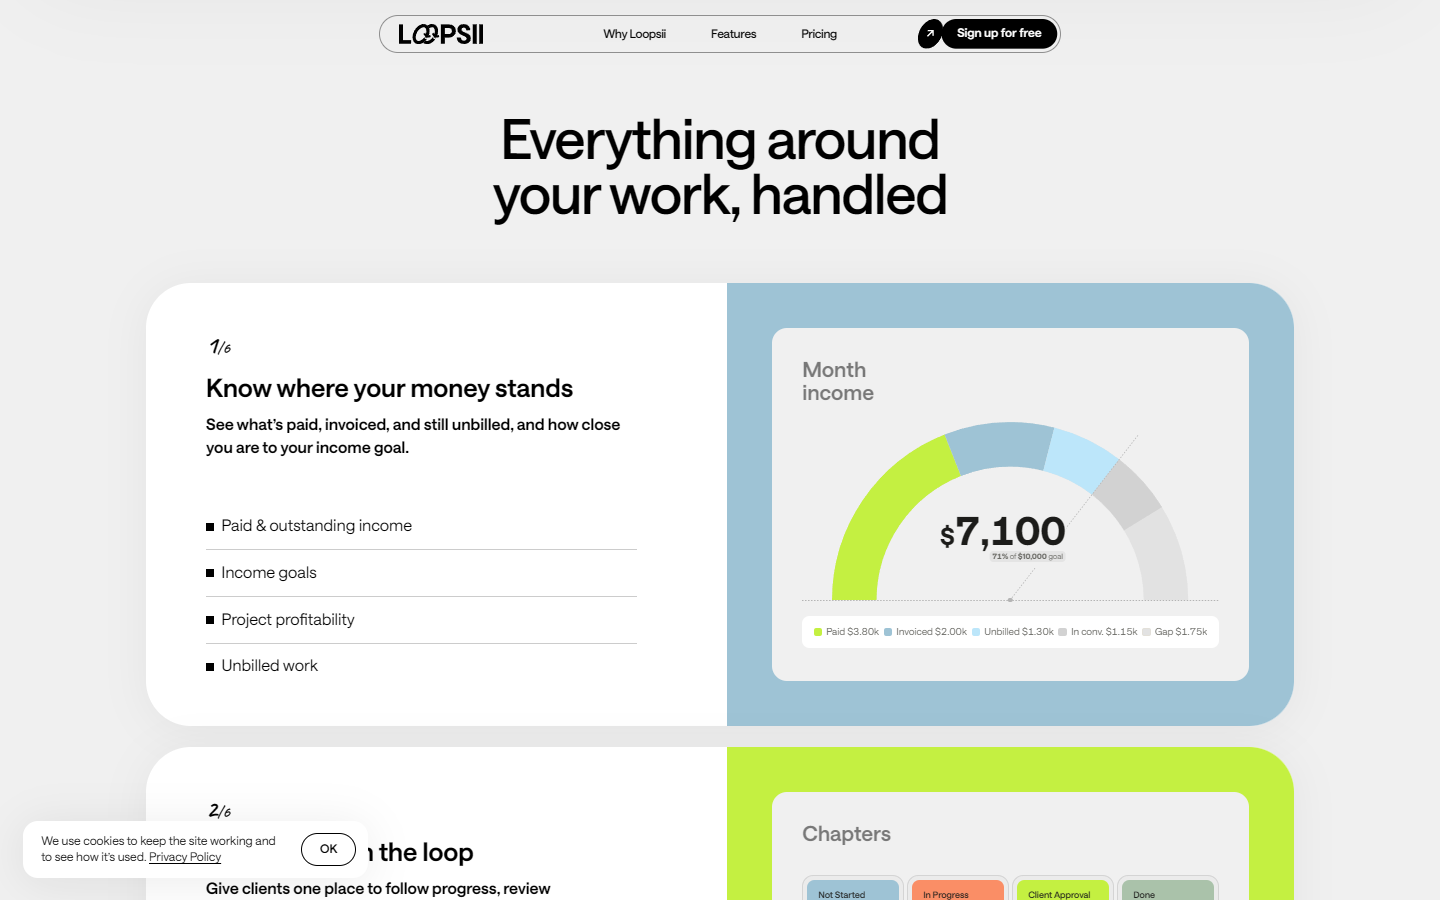 LOOPSII
Why Loopsii
Features
Pricing
Sign up for free
Everything around
your work, handled
1/6
Know where your money stands
See what's paid, invoiced, and still unbilled, and how close
you are to your income goal.
Paid & outstanding income
Income goals
Project profitability
Unbilled work
Month
income
$7,100
71% of $10,000 goal
Paid $3.80k
Invoiced $2.00k
Unbilled $1.30k
In conv. $1.15k
Gap $1.75k
2/6
the loop
Give clients one place to follow progress, review
Chapters
Not Started
In Progress
Client Approval
Done
We use cookies to keep the site working and
to see how it's used. Privacy Policy
OK